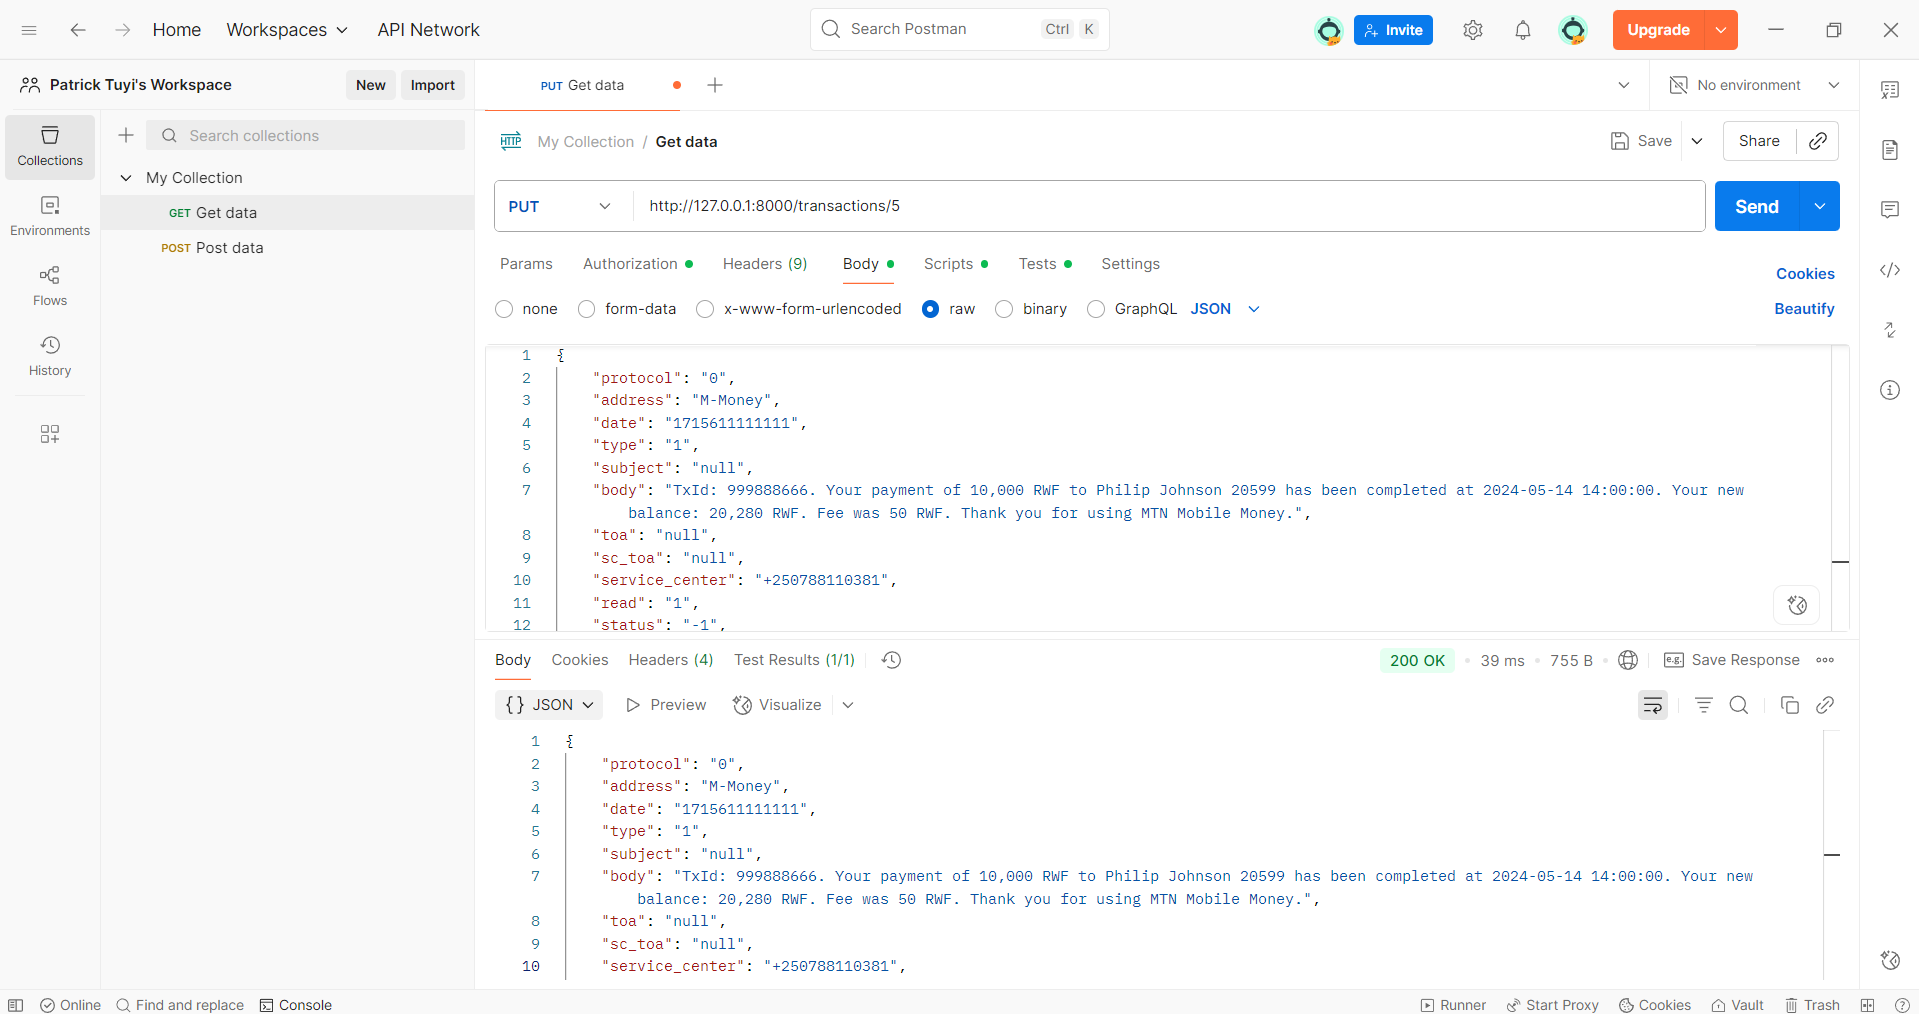 Home Workspaces API Network Search Postman Ctrl K Invite Upgrade
Patrick Tuyi's Workspace New Import PUT Get data No environment
Collections
Search collections
Environments
Flows
History
My Collection
GET Get data
POST Post data
HTTP My Collection / Get data Save Share
PUT http://127.0.0.1:8000/transactions/5 Send
Params Authorization Headers (9) Body Scripts Tests Settings Cookies
none form-data x-www-form-urlencoded raw binary GraphQL JSON Beautify
1 {
2 "protocol": "0",
3 "address": "M-Money",
4 "date": "1715611111111",
5 "type": "1",
6 "subject": "null",
7 "body": "TxId: 999888666. Your payment of 10,000 RWF to Philip Johnson 20599 has been completed at 2024-05-14 14:00:00. Your new
balance: 20,280 RWF. Fee was 50 RWF. Thank you for using MTN Mobile Money.",
8 "toa": "null",
9 "sc_toa": "null",
10 "service_center": "+250788110381",
11 "read": "1",
12 "status": "-1",
Body Cookies Headers (4) Test Results (1/1) 200 OK 39 ms 755 B e.g. Save Response
{} JSON Preview Visualize
1 {
2 "protocol": "0",
3 "address": "M-Money",
4 "date": "1715611111111",
5 "type": "1",
6 "subject": "null",
7 "body": "TxId: 999888666. Your payment of 10,000 RWF to Philip Johnson 20599 has been completed at 2024-05-14 14:00:00. Your new
balance: 20,280 RWF. Fee was 50 RWF. Thank you for using MTN Mobile Money.",
8 "toa": "null",
9 "sc_toa": "null",
10 "service_center": "+250788110381",
Online Find and replace Console Runner Start Proxy Cookies Vault Trash